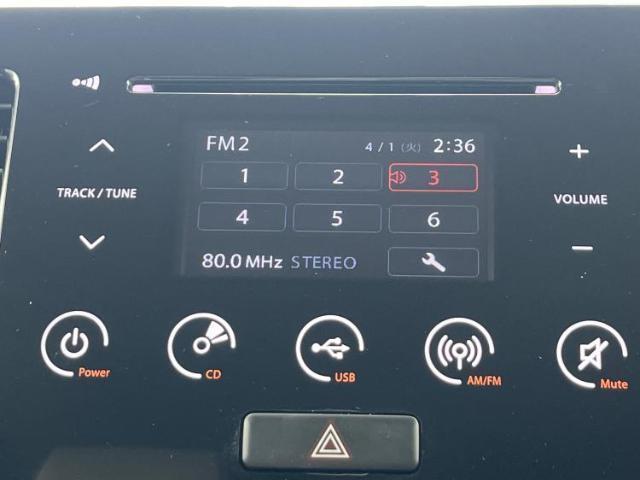 FM2 4/1 (火) 2:36
1 2 3
TRACK / TUNE
VOLUME
4 5 6
80.0 MHz STEREO
Power
CD
USB
AM/FM
Mute